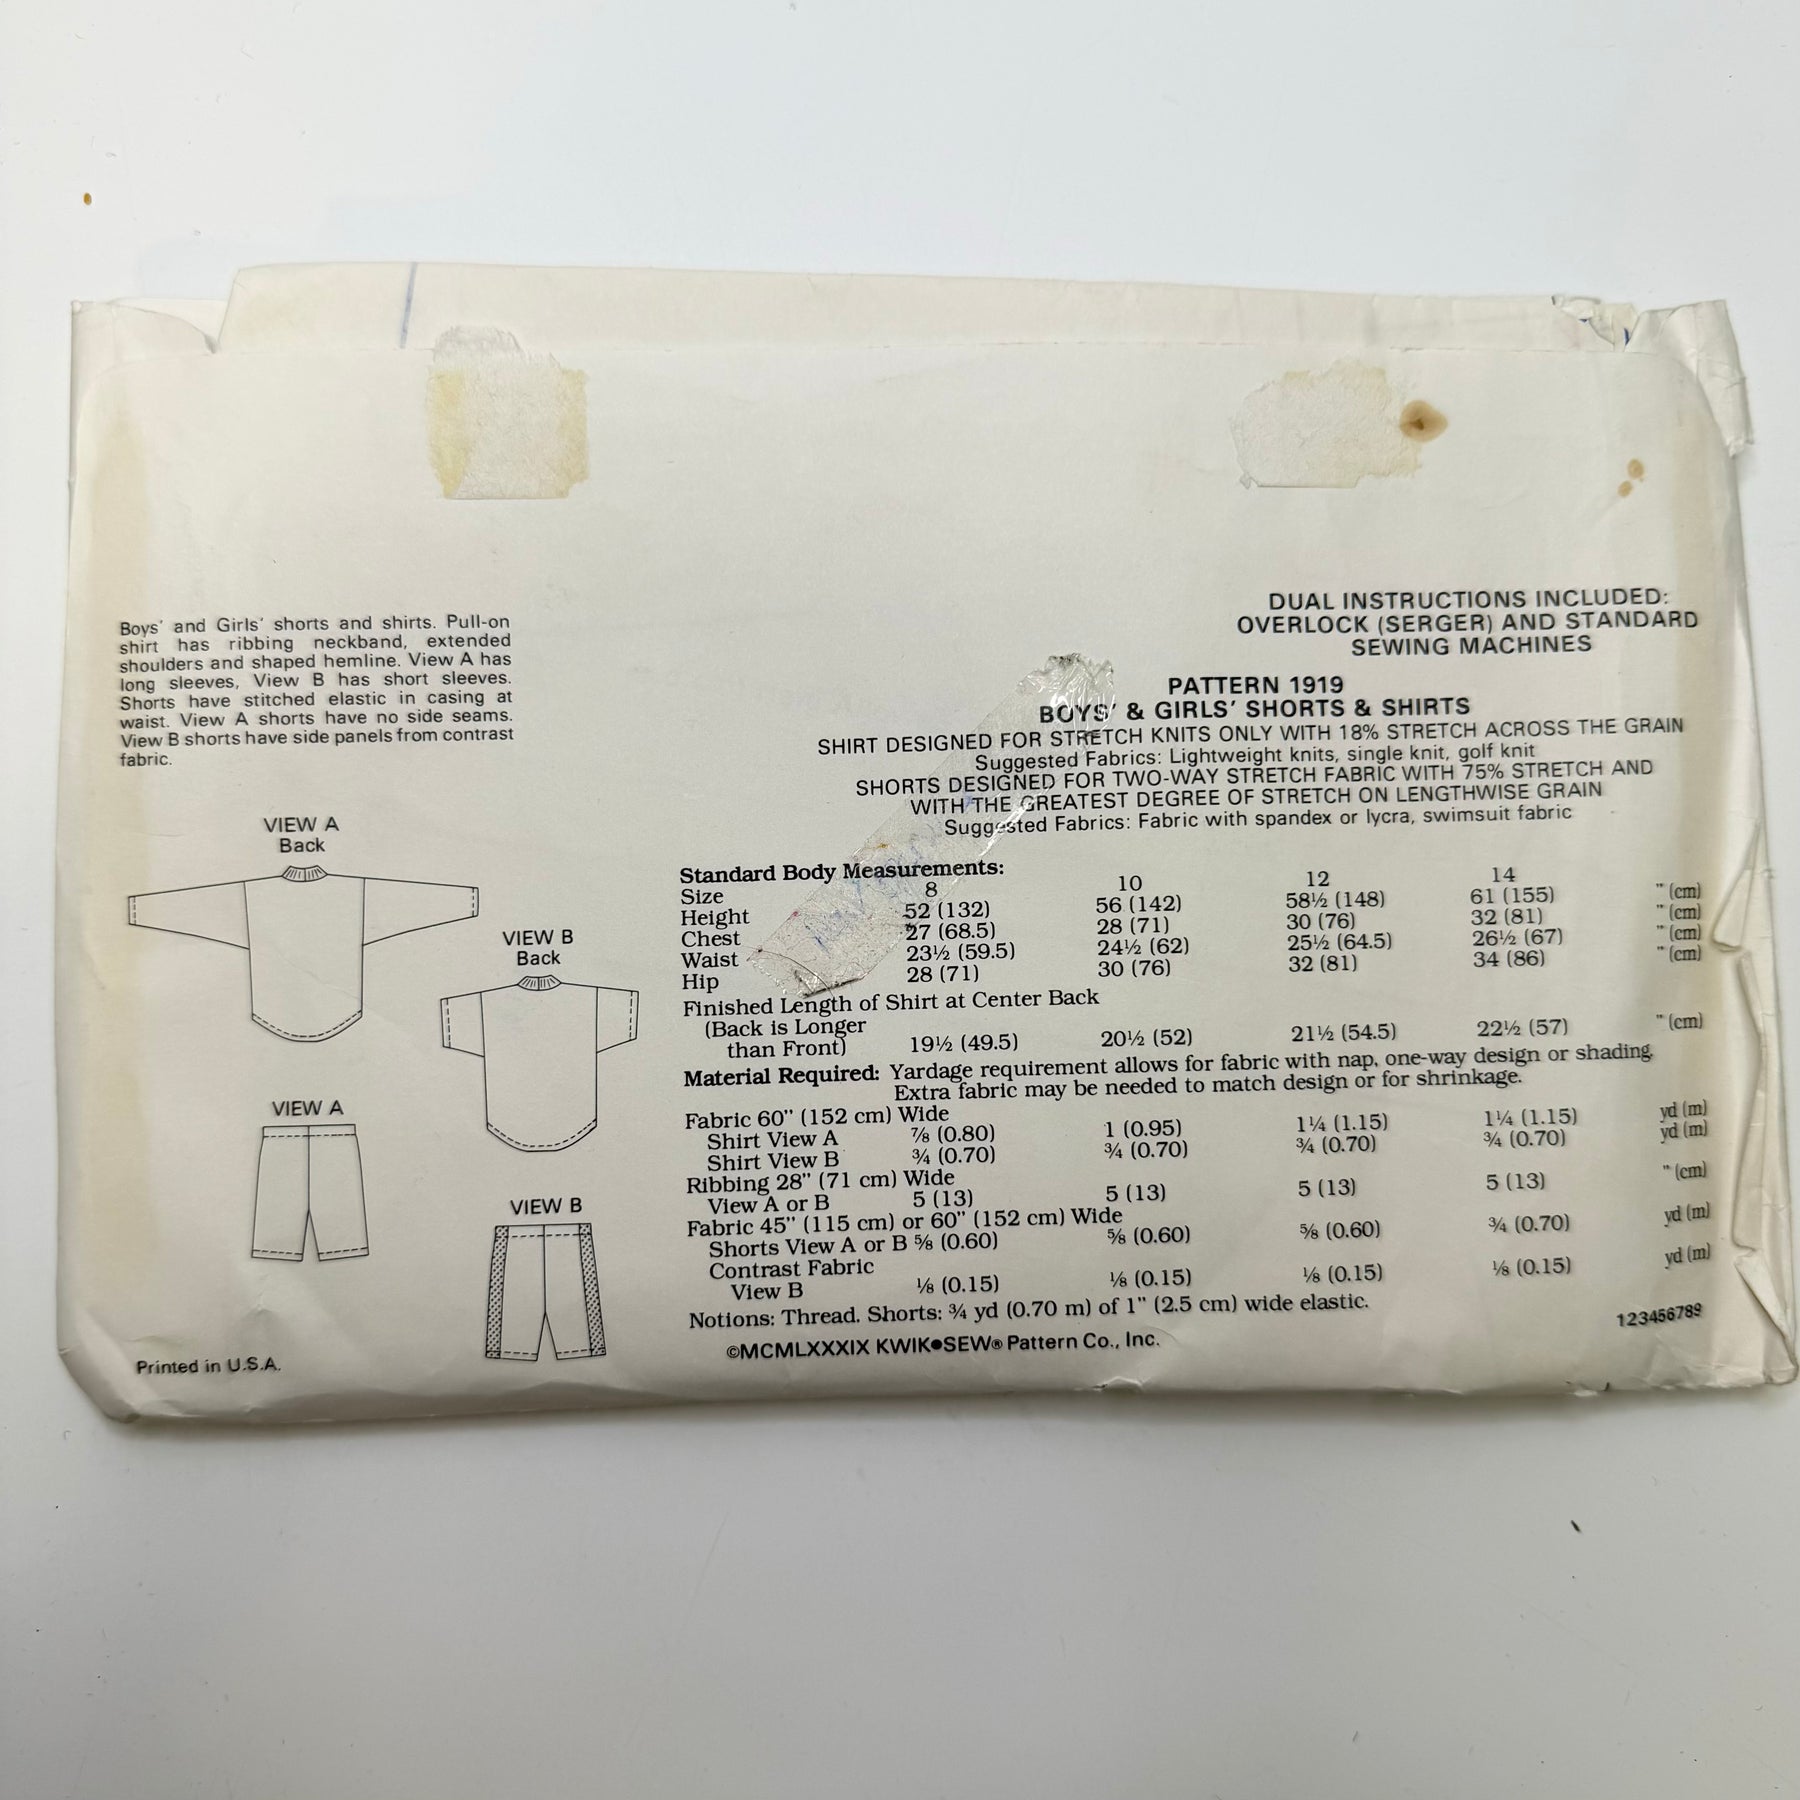 Boys' and Girls' shorts and shirts. Pull-on
shirt has ribbing neckband, extended
shoulders and shaped hemline. View A has
long sleeves, View B has short sleeves.
Shorts have stitched elastic in casing at
waist. View A shorts have no side seams.
View B shorts have side panels from contrast
fabric.
VIEW A
Back
VIEW B
Back
VIEW A
VIEW B
Printed in U.S.A.
DUAL INSTRUCTIONS INCLUDED:
OVERLOCK (SERGER) AND STANDARD
SEWING MACHINES
PATTERN 1919
BOYS' & GIRLS' SHORTS & SHIRTS
SHIRT DESIGNED FOR STRETCH KNITS ONLY WITH 18% STRETCH ACROSS THE GRAIN
Suggested Fabrics: Lightweight knits, single knit, golf knit
SHORTS DESIGNED FOR TWO-WAY STRETCH FABRIC WITH 75% STRETCH AND
WITH THE GREATEST DEGREE OF STRETCH ON LENGTHWISE GRAIN
Suggested Fabrics: Fabric with spandex or lycra, swimsuit fabric
Standard Body Measurements:
Size 8 10 12 14
Height 52 (132) 56 (142) 58½ (148) 61 (155) " (cm)
Chest 27 (68.5) 28 (71) 30 (76) 32 (81) " (cm)
Waist 23½ (59.5) 24½ (62) 25½ (64.5) 26½ (67) " (cm)
Hip 28 (71) 30 (76) 32 (81) 34 (86) " (cm)
Finished Length of Shirt at Center Back
(Back is Longer
than Front) 19½ (49.5) 20½ (52) 21½ (54.5) 22½ (57) " (cm)
Material Required: Yardage requirement allows for fabric with nap, one-way design or shading.
Extra fabric may be needed to match design or for shrinkage.
Fabric 60" (152 cm) Wide
Shirt View A ⅞ (0.80) 1 (0.95) 1¼ (1.15) 1¼ (1.15) yd (m)
Shirt View B ¾ (0.70) ¾ (0.70) ¾ (0.70) ¾ (0.70) yd (m)
Ribbing 28" (71 cm) Wide
View A or B 5 (13) 5 (13) 5 (13) 5 (13) " (cm)
Fabric 45" (115 cm) or 60" (152 cm) Wide
Shorts View A or B ⅝ (0.60) ⅝ (0.60) ⅝ (0.60) ¾ (0.70) yd (m)
Contrast Fabric
View B ⅛ (0.15) ⅛ (0.15) ⅛ (0.15) ⅛ (0.15) yd (m)
Notions: Thread. Shorts: ¾ yd (0.70 m) of 1" (2.5 cm) wide elastic.
©MCMLXXXIX KWIK•SEW® Pattern Co., Inc.
123456789